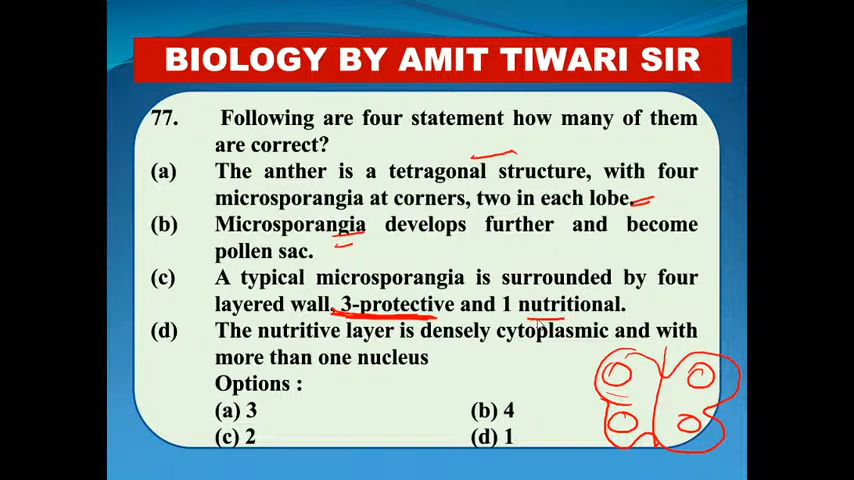 BIOLOGY BY AMIT TIWARI SIR
77. Following are four statement how many of them
are correct?
(a) The anther is a tetragonal structure, with four
microsporangia at corners, two in each lobe.
(b) Microsporangia develops further and become
pollen sac.
(c) A typical microsporangia is surrounded by four
layered wall, 3-protective and 1 nutritional.
(d) The nutritive layer is densely cytoplasmic and with
more than one nucleus
Options :
(a) 3 (b) 4
(c) 2 (d) 1